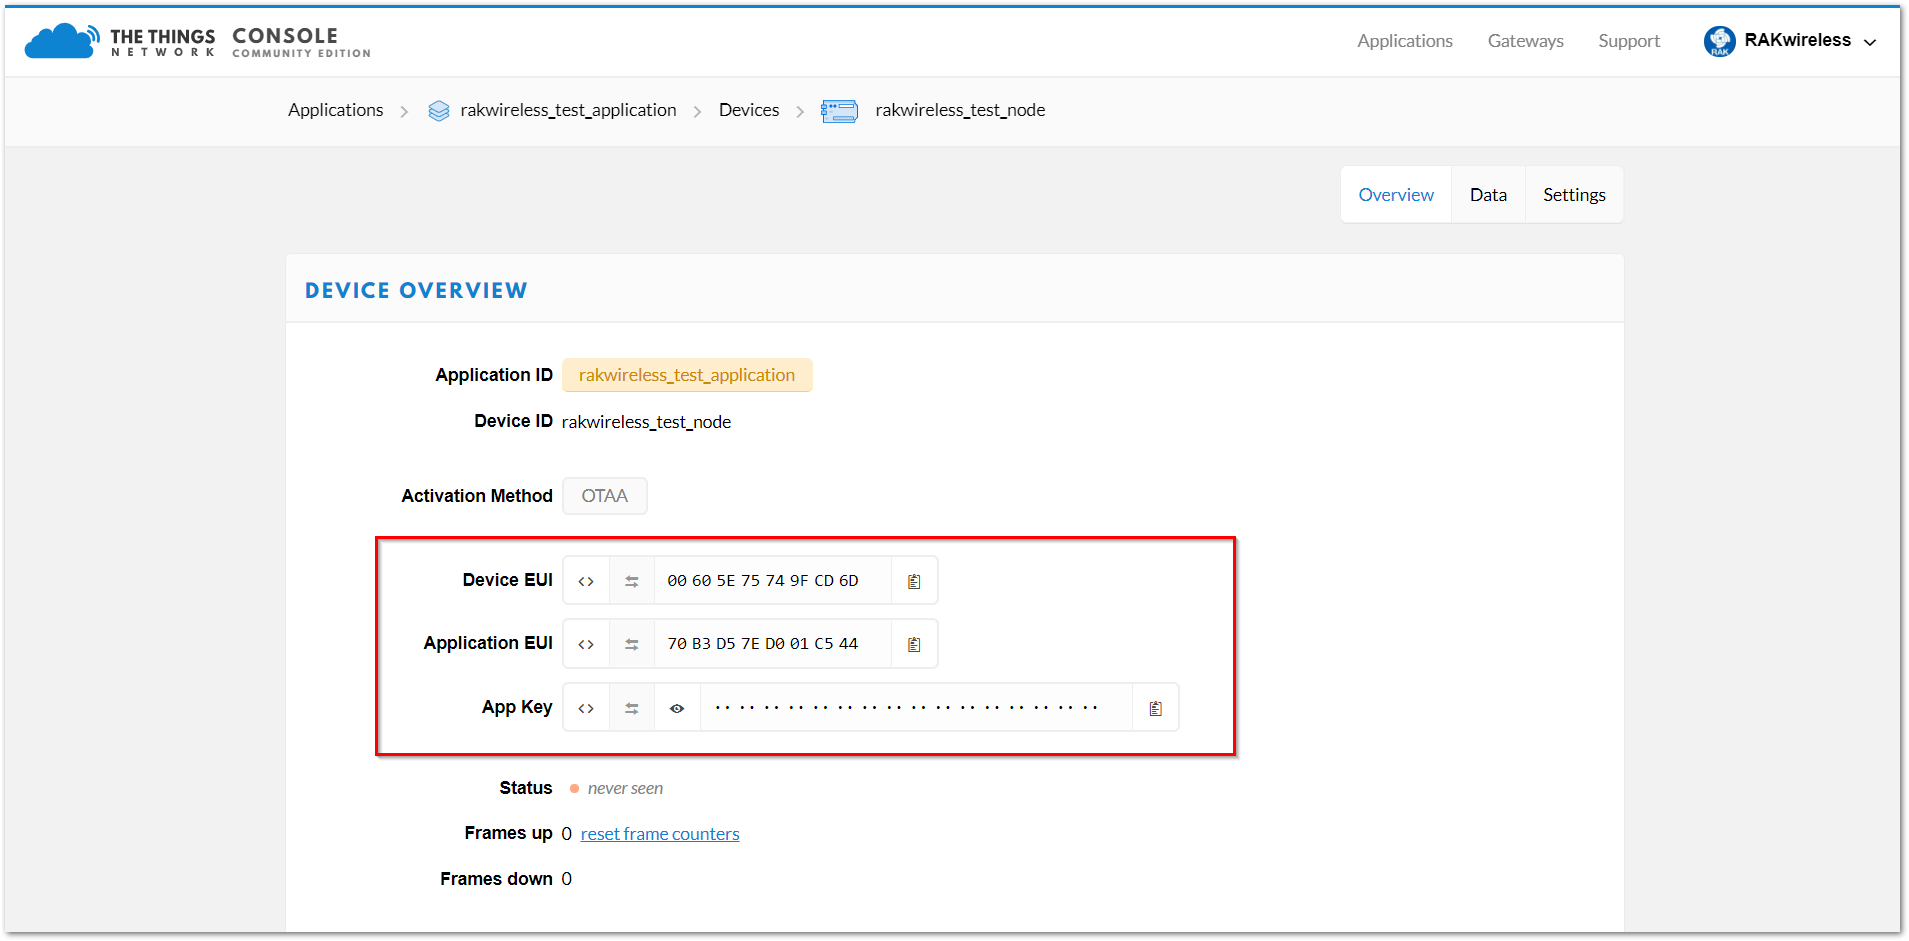 THE THINGS NETWORK CONSOLE COMMUNITY EDITION
Applications Gateways Support RAK RAKwireless
Applications > rakwireless_test_application > Devices > rakwireless_test_node
Overview Data Settings
DEVICE OVERVIEW
Application ID rakwireless_test_application
Device ID rakwireless_test_node
Activation Method OTAA
Device EUI <> 00 60 5E 75 74 9F CD 6D
Application EUI <> 70 B3 D5 7E D0 01 C5 44
App Key <> ·· ·· ·· ·· ·· ·· ·· ·· ·· ·· ·· ·· ·· ·· ·· ··
Status never seen
Frames up 0 reset frame counters
Frames down 0